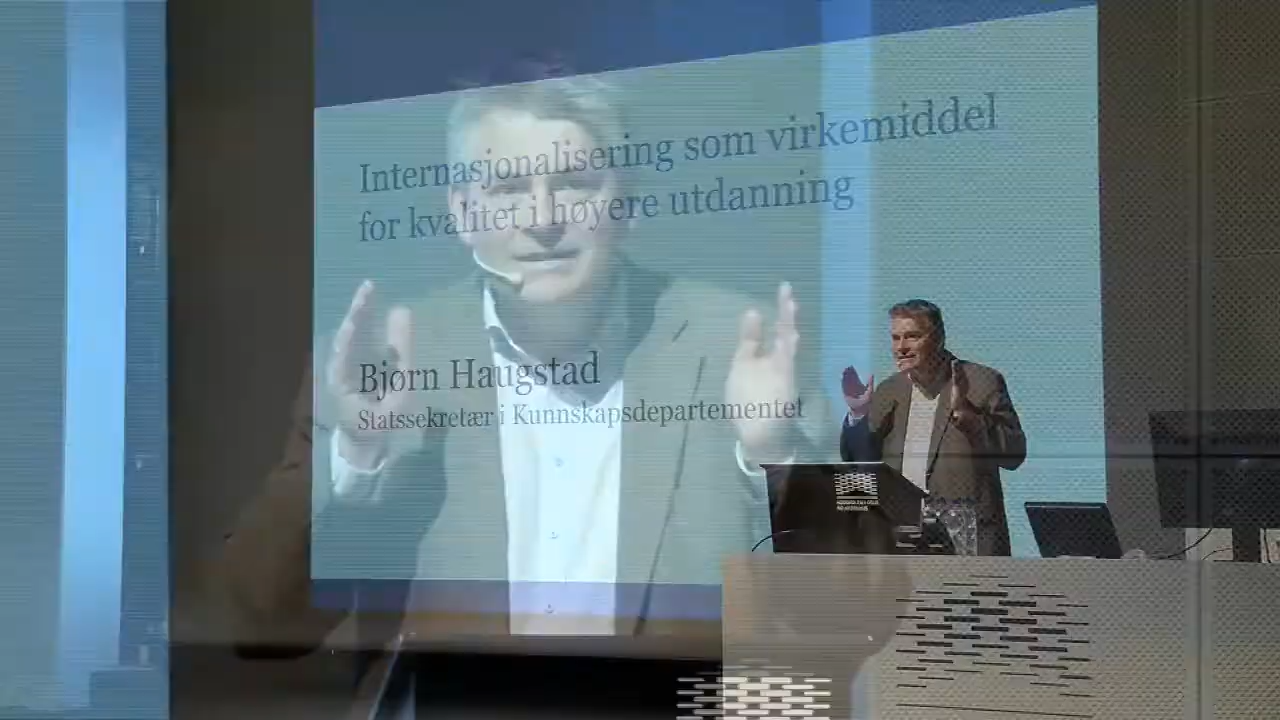 Internasjonalisering som virkemiddel
for kvalitet i høyere utdanning
Bjørn Haugstad
Statssekretær i Kunnskapsdepartementet